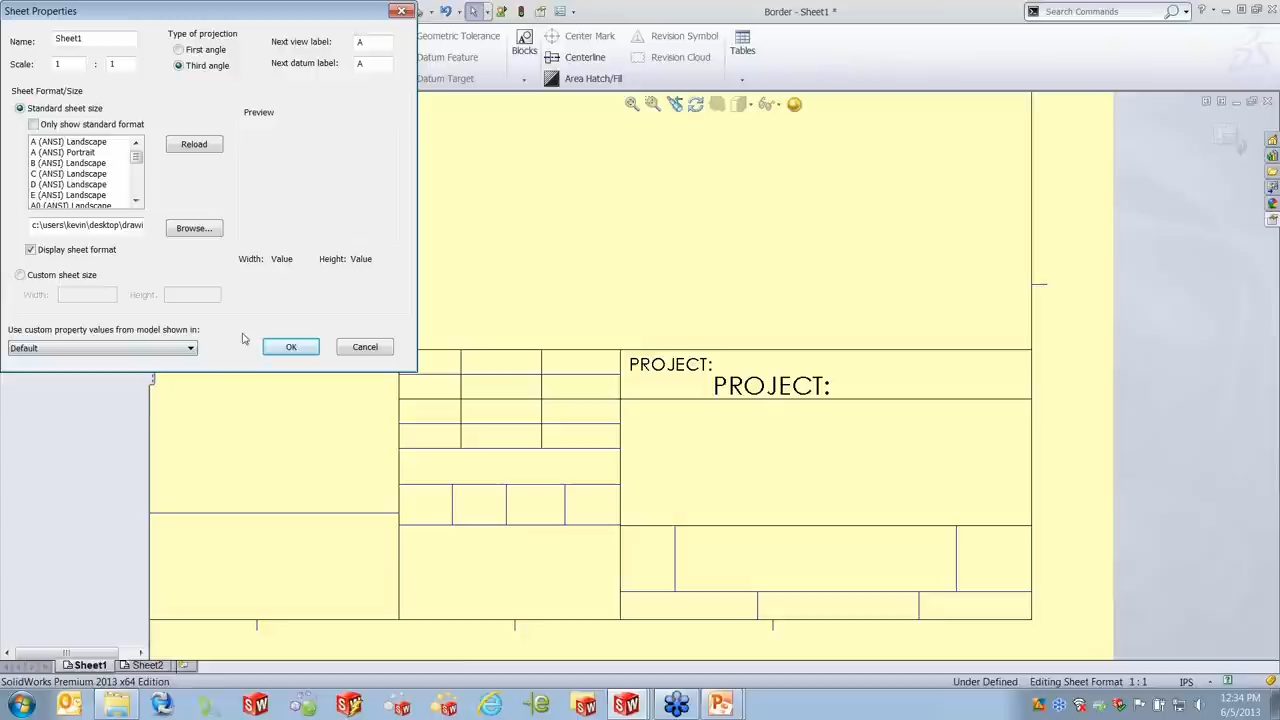 Sheet Properties
Border - Sheet1 *
Search Commands
Name: Sheet1
Scale: 1 : 1
Type of projection
First angle
Third angle
Next view label: A
Next datum label: A
Geometric Tolerance
Datum Feature
Datum Target
Blocks
Center Mark
Centerline
Area Hatch/Fill
Revision Symbol
Revision Cloud
Tables
Sheet Format/Size
Standard sheet size
Only show standard format
A (ANSI) Landscape
A (ANSI) Portrait
B (ANSI) Landscape
C (ANSI) Landscape
D (ANSI) Landscape
E (ANSI) Landscape
A0 (ANSI) Landscape
Reload
Preview
c:\users\kevin\desktop\drawi
Browse...
Display sheet format
Width: Value Height: Value
Custom sheet size
Width: Height:
Use custom property values from model shown in:
Default
OK
Cancel
PROJECT:
PROJECT:
Sheet1
Sheet2
SolidWorks Premium 2013 x64 Edition
Under Defined
Editing Sheet Format
1 : 1
IPS
12:34 PM
6/5/2013